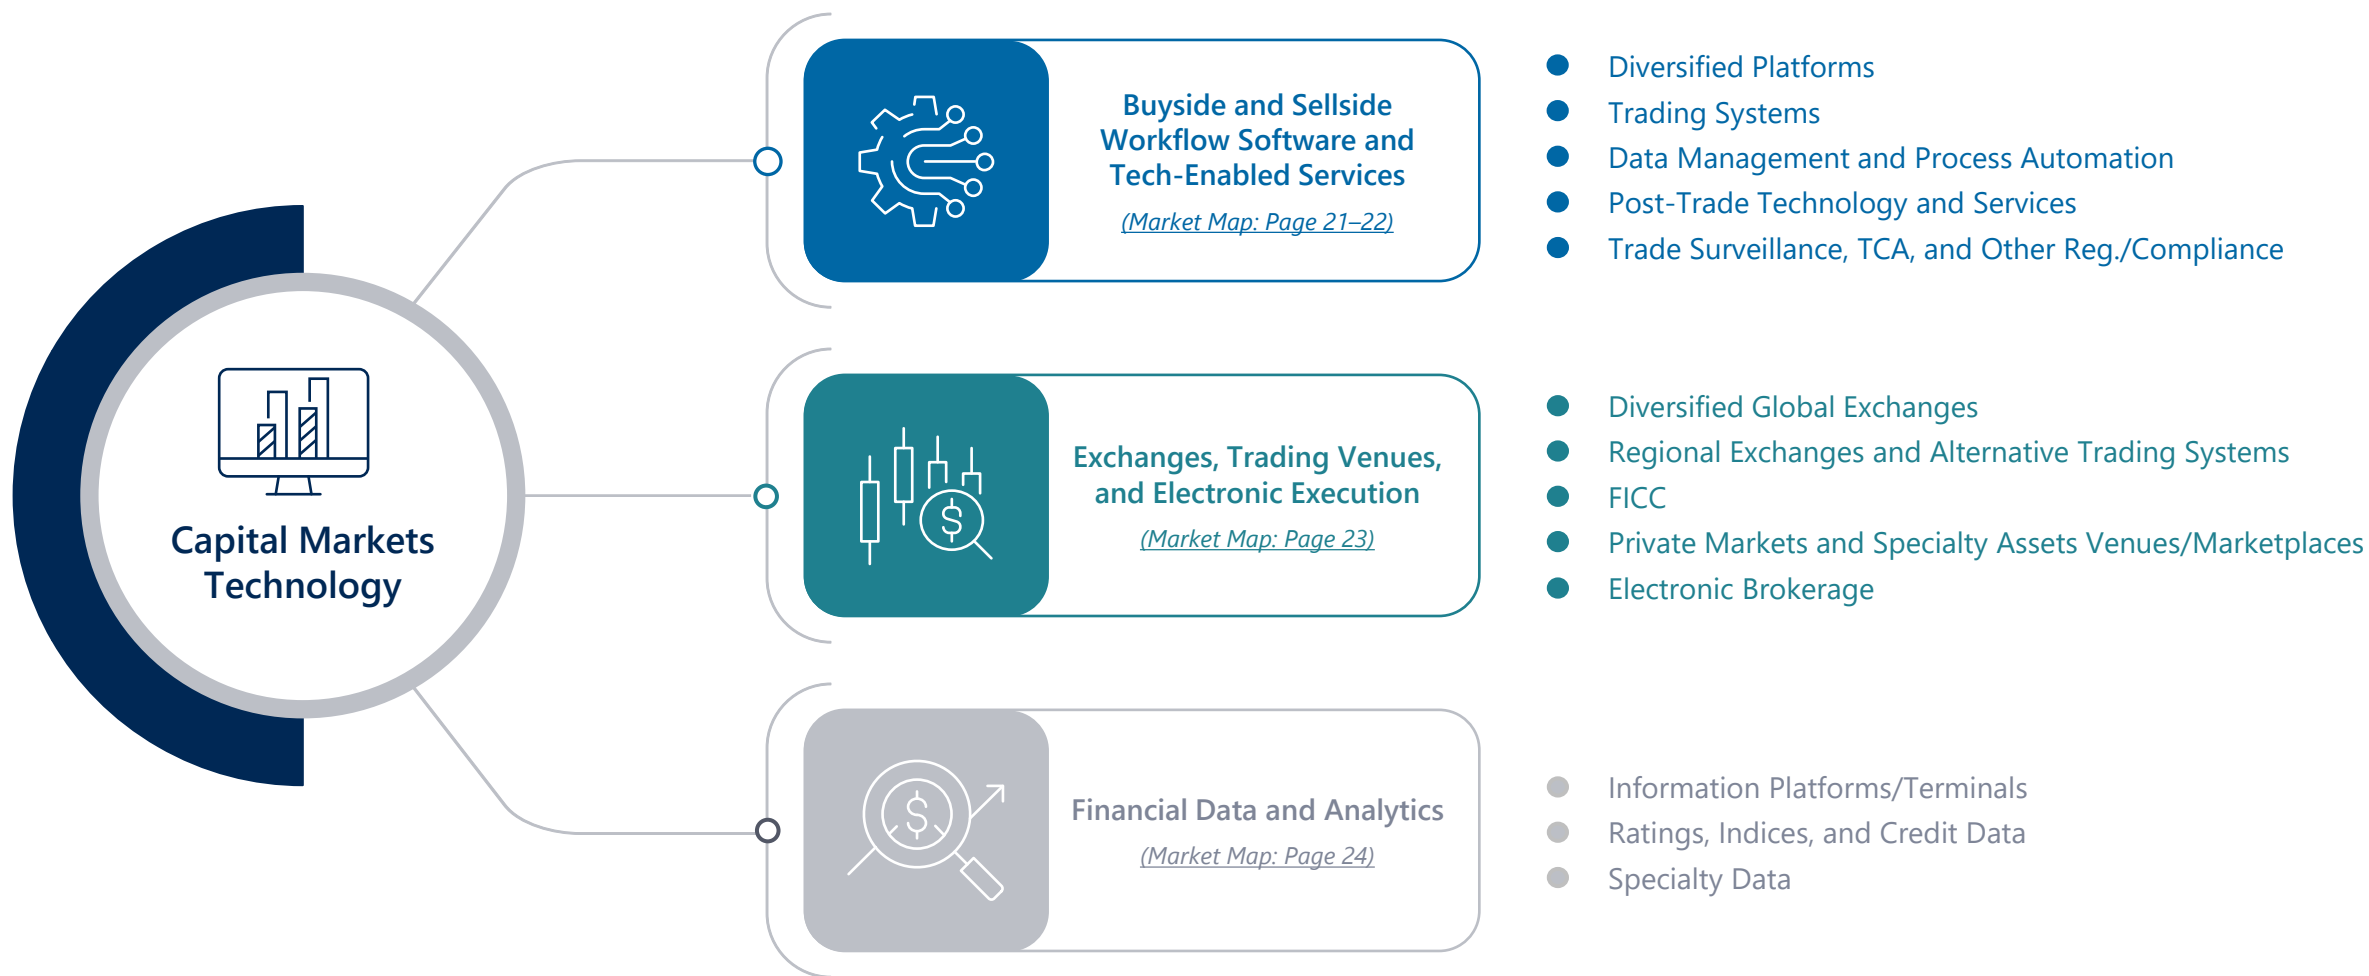 Capital Markets
Technology
Buyside and Sellside
Workflow Software and
Tech-Enabled Services
(Market Map: Page 21–22)
Diversified Platforms
Trading Systems
Data Management and Process Automation
Post-Trade Technology and Services
Trade Surveillance, TCA, and Other Reg./Compliance
Exchanges, Trading Venues,
and Electronic Execution
(Market Map: Page 23)
Diversified Global Exchanges
Regional Exchanges and Alternative Trading Systems
FICC
Private Markets and Specialty Assets Venues/Marketplaces
Electronic Brokerage
Financial Data and Analytics
(Market Map: Page 24)
Information Platforms/Terminals
Ratings, Indices, and Credit Data
Specialty Data